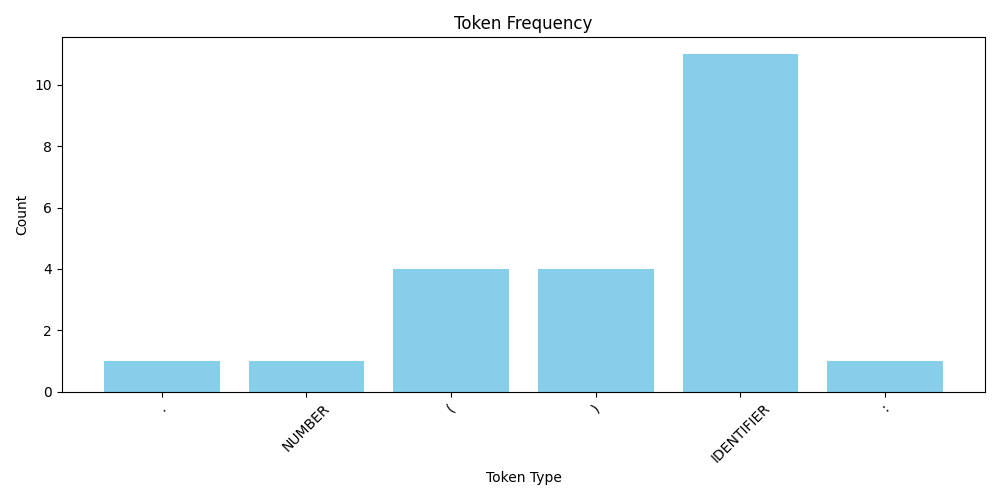 Token Frequency
Count
10
8
6
4
2
0
.
NUMBER
(
)
IDENTIFIER
:
Token Type